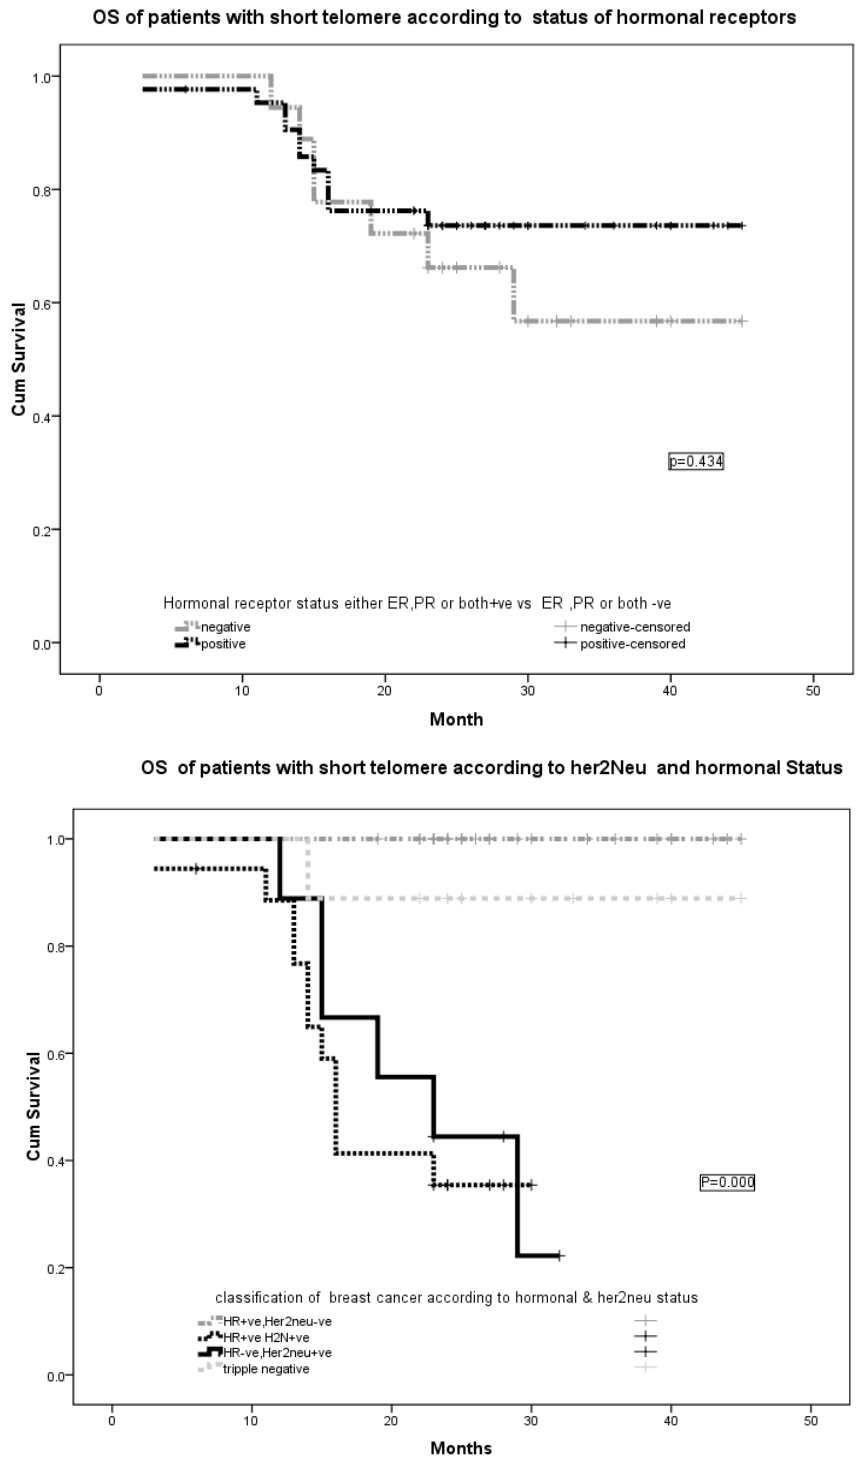 OS of patients with short telomere according to status of hormonal receptors
1.0
0.8
0.6
0.4
0.2
0.0
Cum Survival
p=0.434
Hormonal receptor status either ER,PR or both+ve vs ER ,PR or both -ve
negative negative-censored
positive positive-censored
0 10 20 30 40 50
Month
OS of patients with short telomere according to her2Neu and hormonal Status
1.0
0.8
0.6
0.4
0.2
0.0
Cum Survival
P=0.000
classification of breast cancer according to hormonal & her2neu status
HR+ve,Her2neu-ve
HR+ve H2N+ve
HR-ve,Her2neu+ve
tripple negative
0 10 20 30 40 50
Months